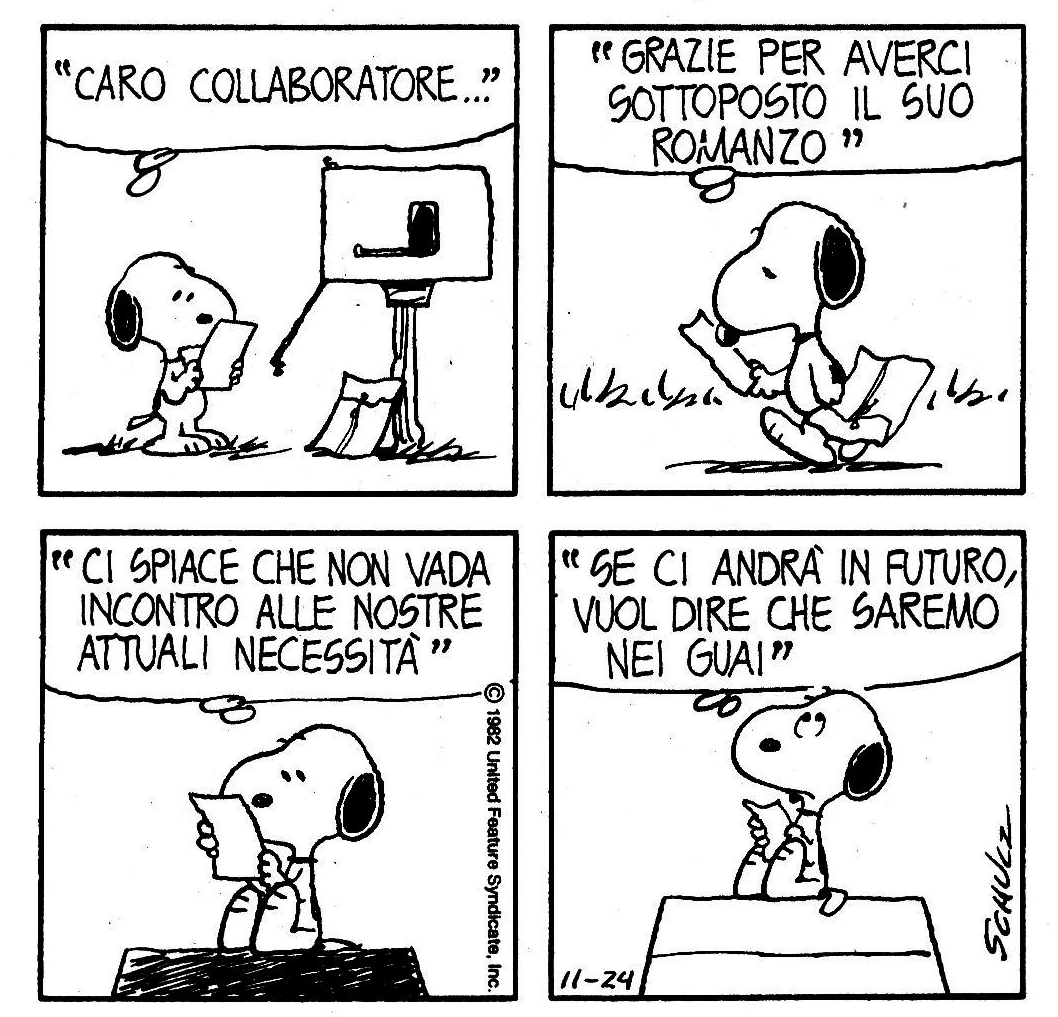 “CARO COLLABORATORE...”
“GRAZIE PER AVERCI
SOTTOPOSTO IL SUO
ROMANZO”
“CI SPIACE CHE NON VADA
INCONTRO ALLE NOSTRE
ATTUALI NECESSITÀ”
© 1982 United Feature Syndicate, Inc.
“SE CI ANDRÀ IN FUTURO,
VUOL DIRE CHE SAREMO
NEI GUAI”
SCHULZ
11-24